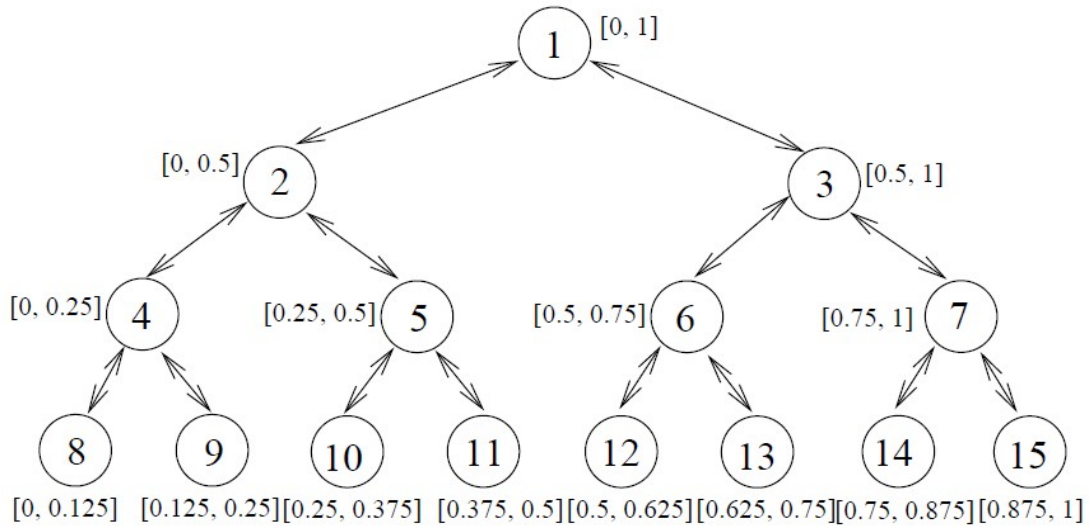 1 [0, 1]
[0, 0.5] 2 3 [0.5, 1]
[0, 0.25] 4 [0.25, 0.5] 5 [0.5, 0.75] 6 [0.75, 1] 7
8 9 10 11 12 13 14 15
[0, 0.125] [0.125, 0.25] [0.25, 0.375] [0.375, 0.5] [0.5, 0.625] [0.625, 0.75] [0.75, 0.875] [0.875, 1]